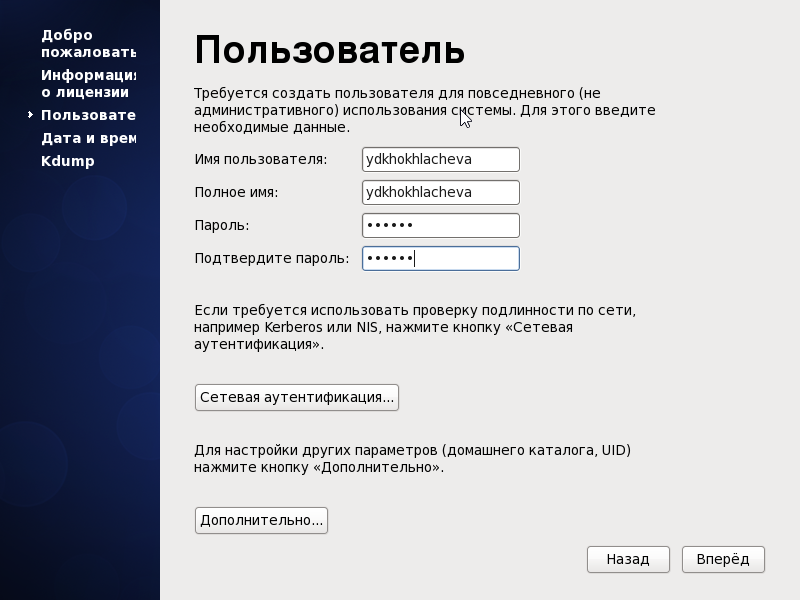 Добро
пожаловать
Информация
о лицензии
Пользовате
Дата и врем
Kdump
Пользователь
Требуется создать пользователя для повседневного (не
административного) использования системы. Для этого введите
необходимые данные.
Имя пользователя: ydkhokhlacheva
Полное имя: ydkhokhlacheva
Пароль: ••••••
Подтвердите пароль: ••••••
Если требуется использовать проверку подлинности по сети,
например Kerberos или NIS, нажмите кнопку «Сетевая
аутентификация».
Сетевая аутентификация...
Для настройки других параметров (домашнего каталога, UID)
нажмите кнопку «Дополнительно».
Дополнительно...
Назад Вперёд